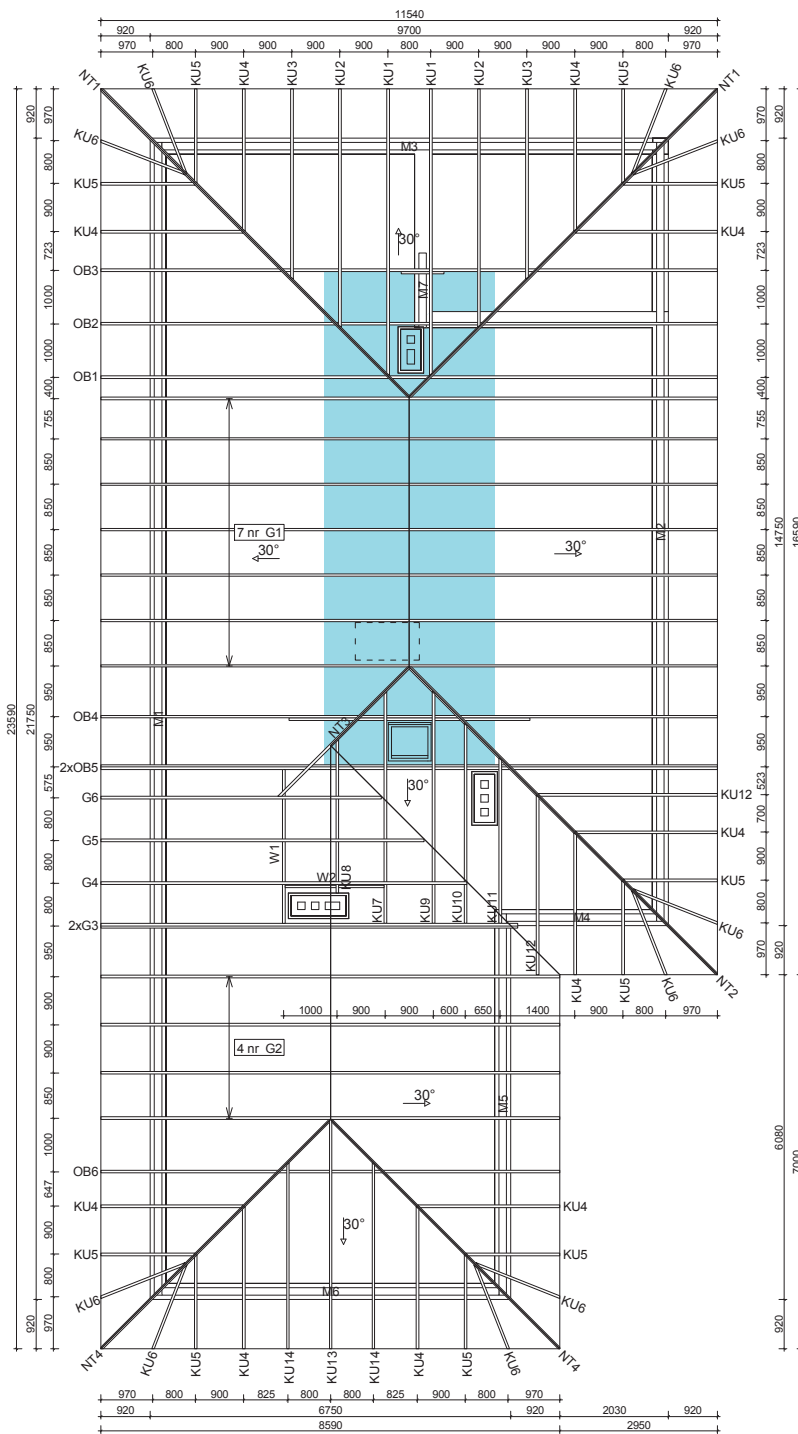 11540
920 9700 920
970 800 900 900 900 900 800 900 900 900 900 800 970
NT1 KU6 KU5 KU4 KU3 KU2 KU1 KU1 KU2 KU3 KU4 KU5 KU6 NT1
920 970 970 920
KU6 KU6
M3
800 800
KU5 KU5
900 900
KU4 KU4
30°
723 723
OB3
M7
1000 1000
OB2
1000 1000
OB1
400 400
755 755
850 850
7 nr G1
M2
14750
16590
30° 30°
850 850
850 850
850 850
850 850
23590
21750
M1
950 950
OB4
NT3
950 950
2xOB5
30°
575 523
G6 KU12
800 700
G5 KU4
W1
800 900
W2
KU8
G4 KU5
800 800
KU7 KU9 KU10 KU11
M4
2xG3 KU6
KU12
950 970 920
KU4 KU5 KU6 NT2
1000 900 900 600 650 1400 900 800 970
900
900
4 nr G2
30°
M5
850
1000
6080
7000
OB6
647
KU4 KU4
30°
900
KU5 KU5
800
M6
KU6 KU6
920 970 920
NT4 KU6 KU5 KU4 KU14 KU13 KU14 KU4 KU5 KU6 NT4
970 800 900 825 800 800 825 900 800 970
920 6750 920 2030 920
8590 2950